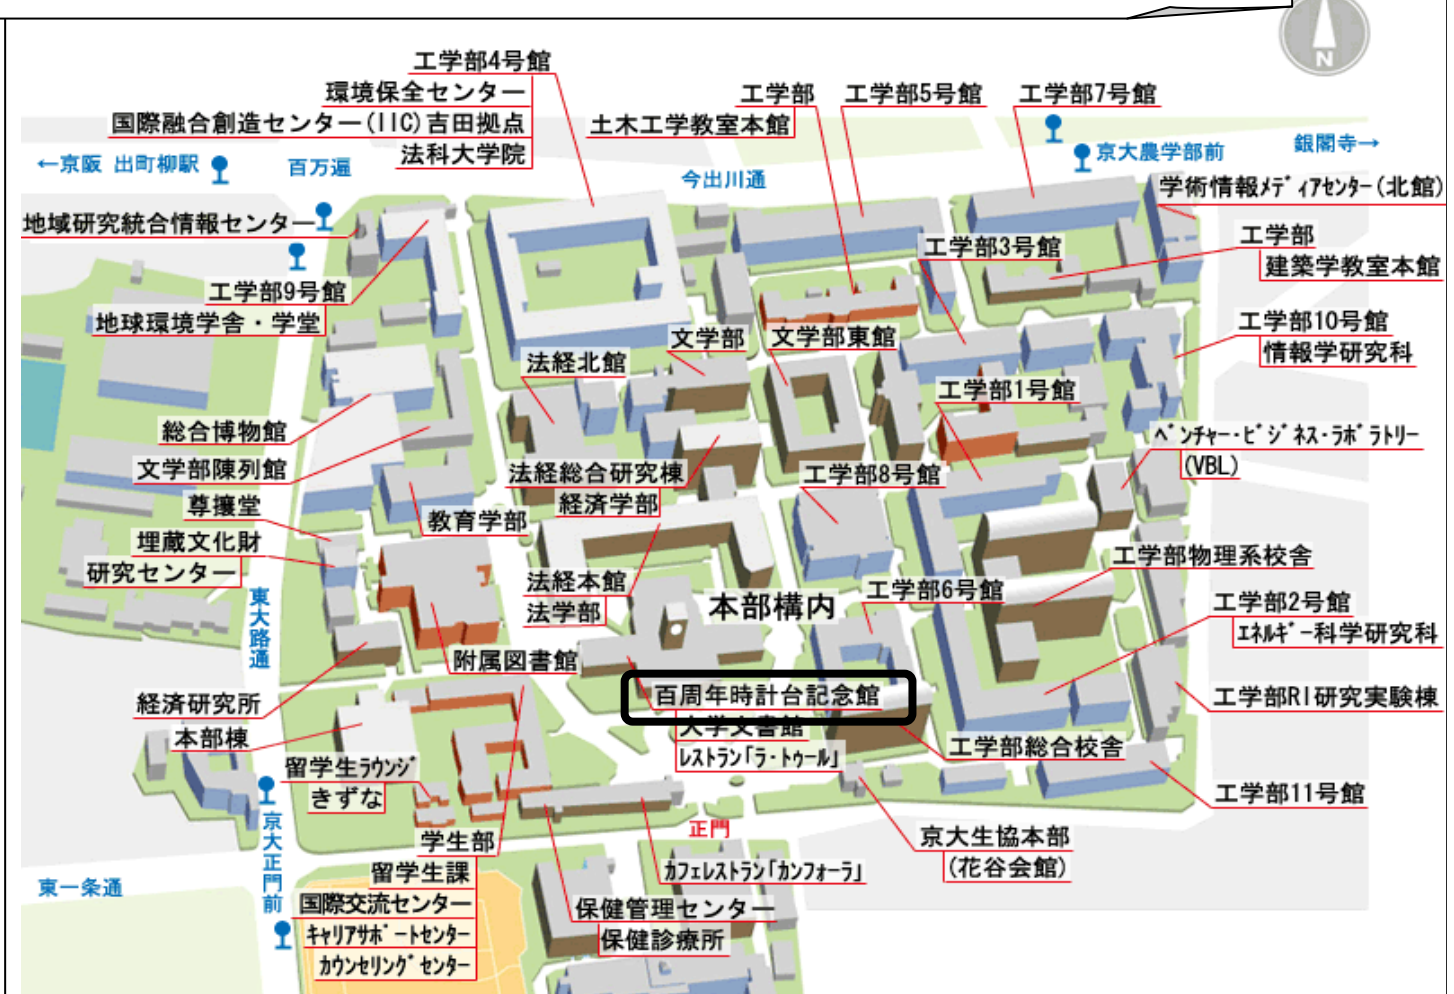 N
工学部4号館
環境保全センター
国際融合創造センター(IIC)吉田拠点
法科大学院
工学部
土木工学教室本館
工学部5号館
工学部7号館
←京阪 出町柳駅
百万遍
今出川通
京大農学部前
銀閣寺→
学術情報メディアセンター(北館)
地域研究統合情報センター
工学部3号館
工学部
建築学教室本館
工学部9号館
地球環境学舎・学堂
文学部
文学部東館
工学部10号館
情報学研究科
法経北館
工学部1号館
総合博物館
文学部陳列館
ベンチャー・ビジネス・ラボラトリー
(VBL)
法経総合研究棟
経済学部
工学部8号館
尊攘堂
教育学部
埋蔵文化財
研究センター
工学部物理系校舎
法経本館
法学部
本部構内
工学部6号館
工学部2号館
エネルギー科学研究科
東大路通
附属図書館
百周年時計台記念館
大学文書館
レストラン「ラ・トゥール」
工学部RI研究実験棟
経済研究所
本部棟
工学部総合校舎
留学生ラウンジ
きずな
工学部11号館
京大正門前
正門
京大生協本部
(花谷会館)
学生部
留学生課
国際交流センター
キャリアサポートセンター
カウンセリングセンター
カフェレストラン「カンフォーラ」
東一条通
保健管理センター
保健診療所